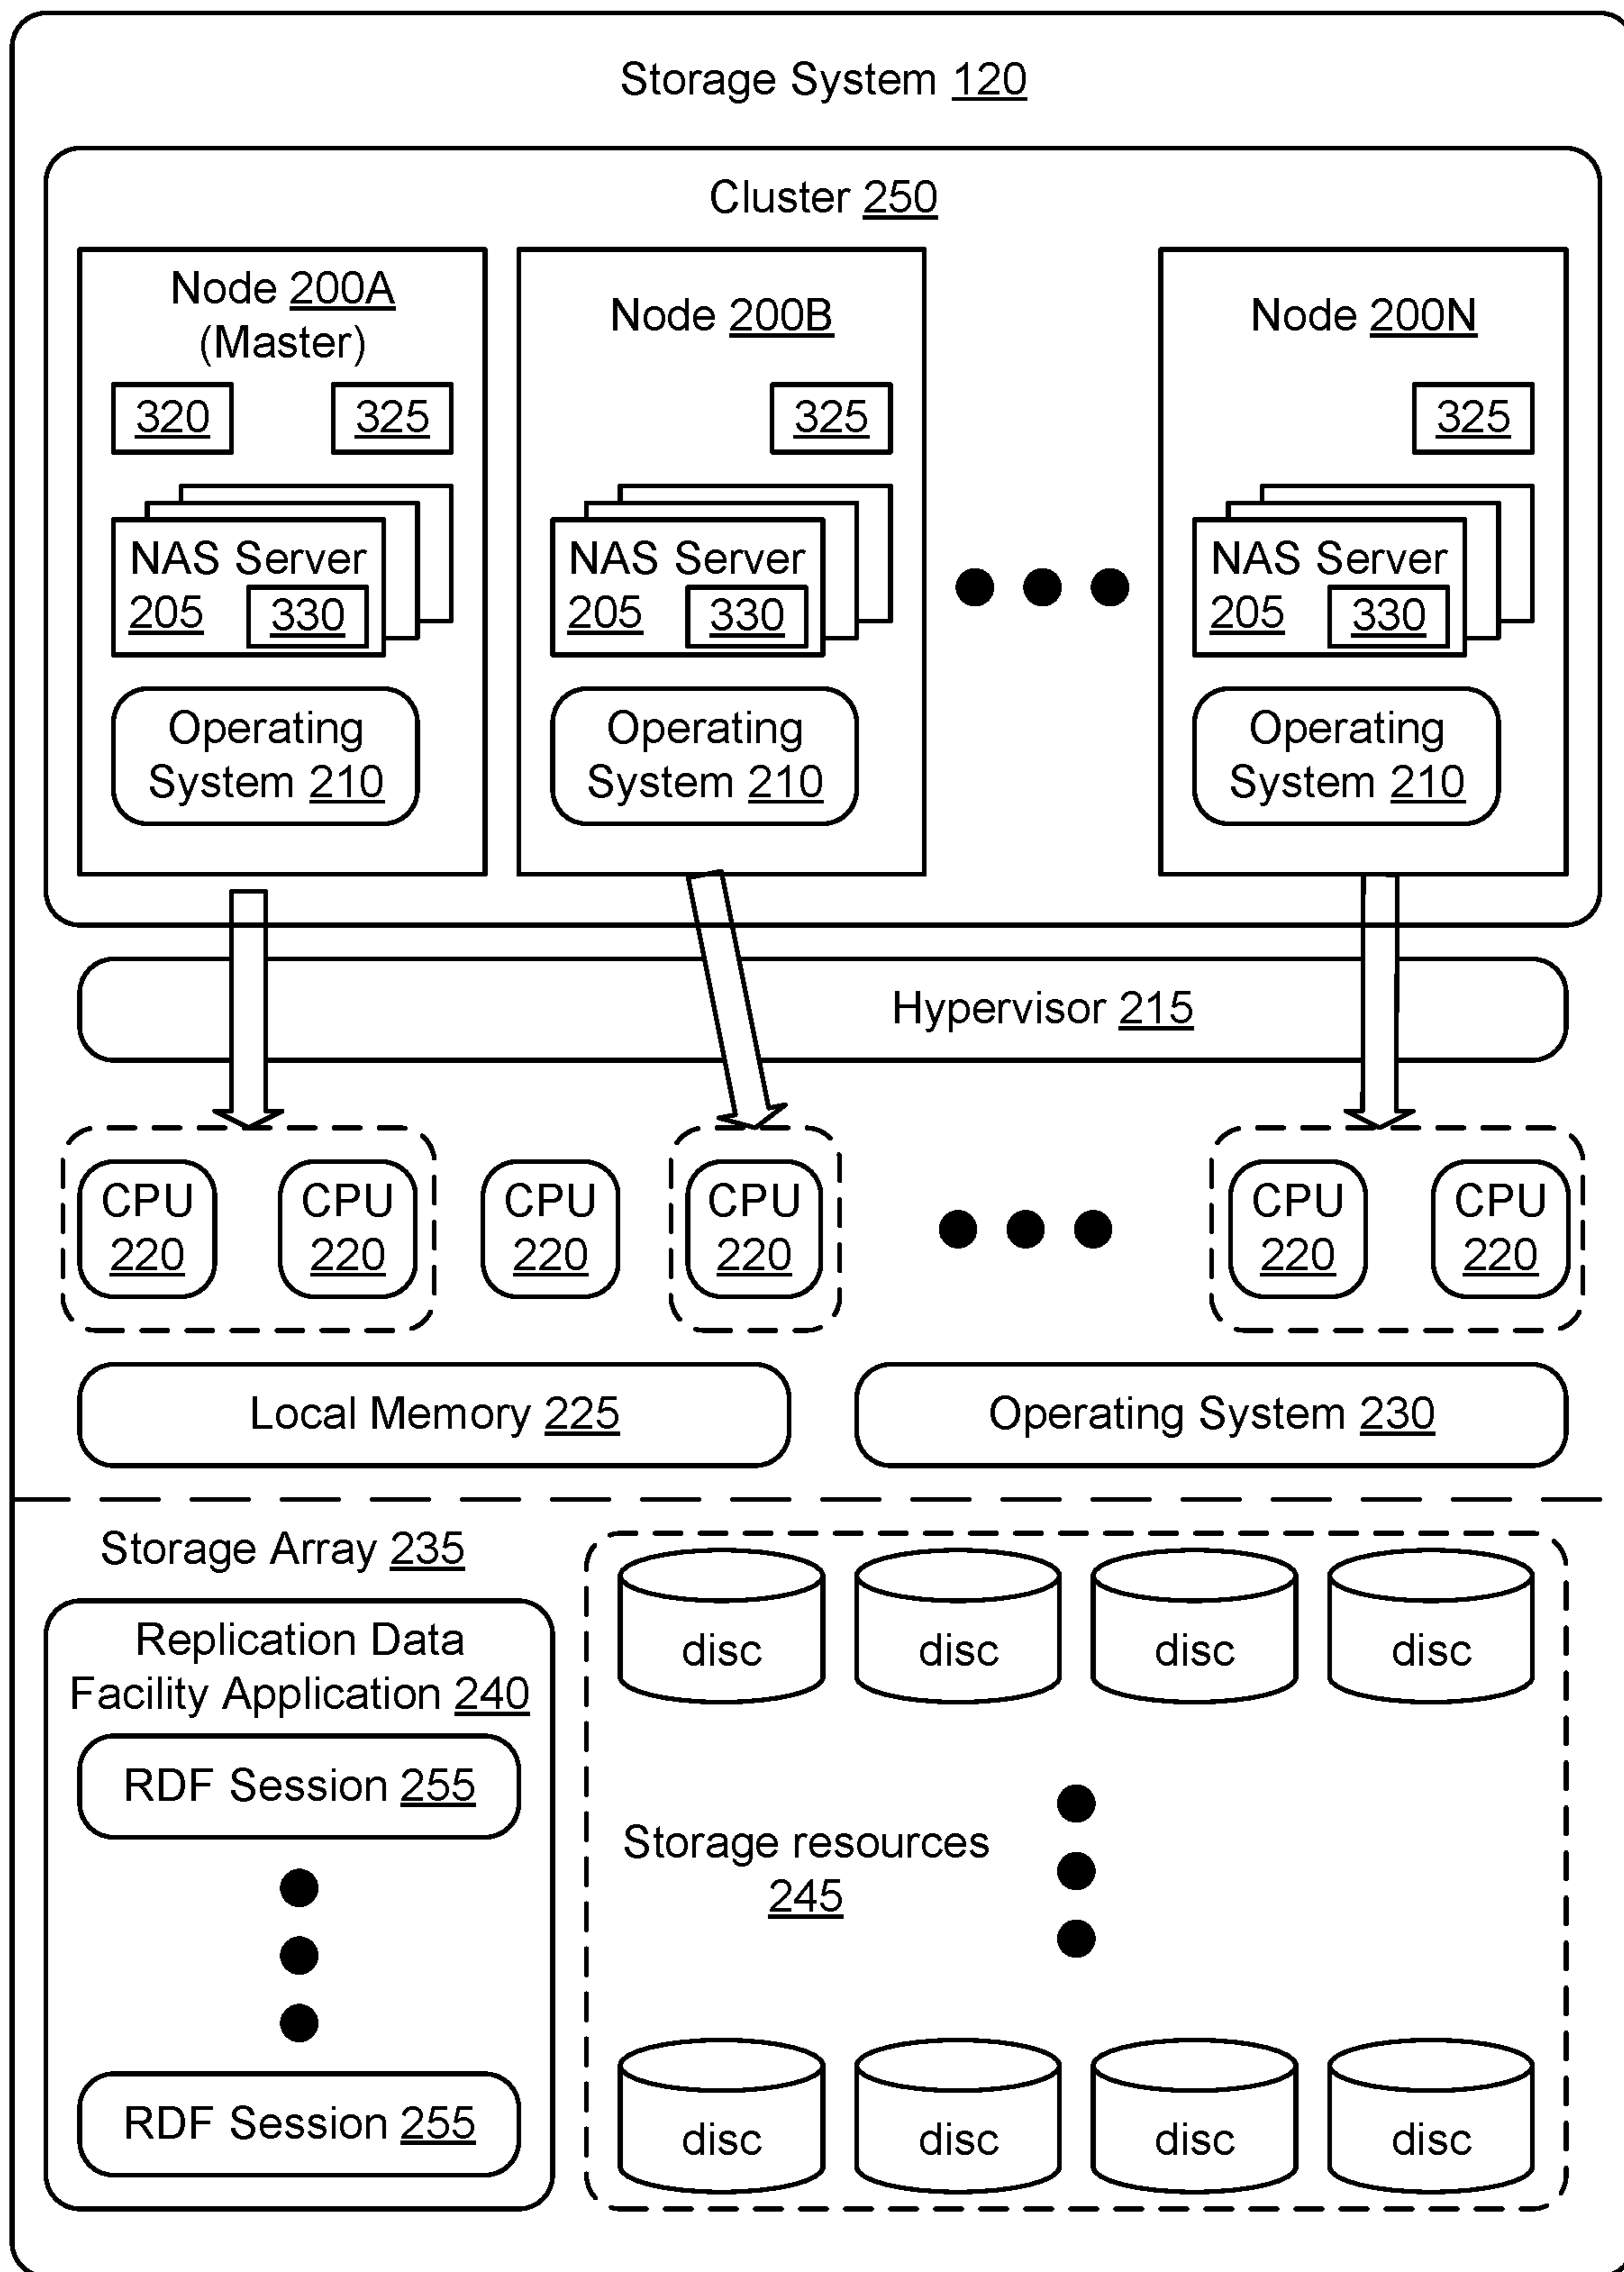 Storage System 120
Cluster 250
Node 200A
(Master)
320
325
NAS Server
205
330
Operating
System 210
Node 200B
325
NAS Server
205
330
Operating
System 210
Node 200N
325
NAS Server
205
330
Operating
System 210
Hypervisor 215
CPU
220
CPU
220
CPU
220
CPU
220
CPU
220
CPU
220
Local Memory 225
Operating System 230
Storage Array 235
Replication Data
Facility Application 240
RDF Session 255
RDF Session 255
disc
disc
disc
disc
Storage resources
245
disc
disc
disc
disc